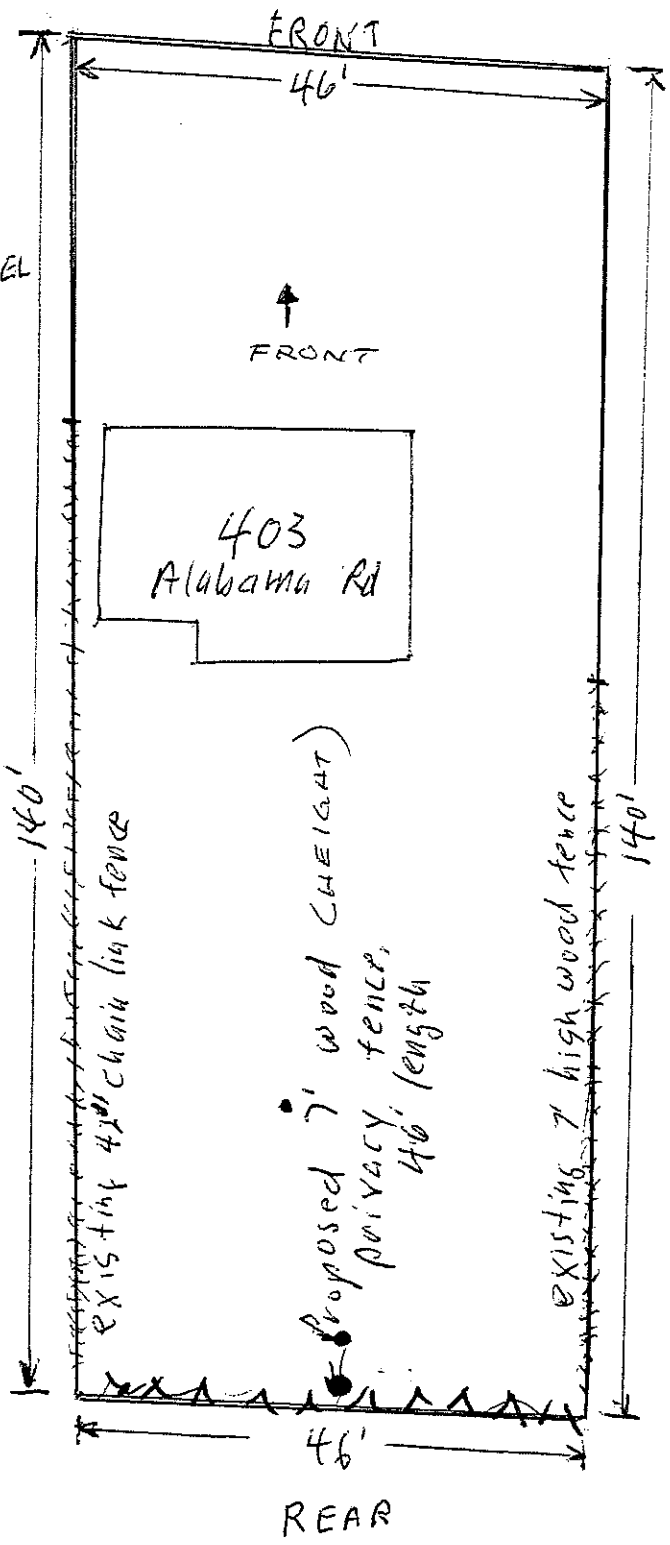 FRONT
46'
EL
FRONT
403
Alabama Rd
140'
existing 42" chain link fence
Proposed 7' wood (HEIGHT)
privacy fence,
46' length
existing 7' high wood fence
140'
46'
REAR